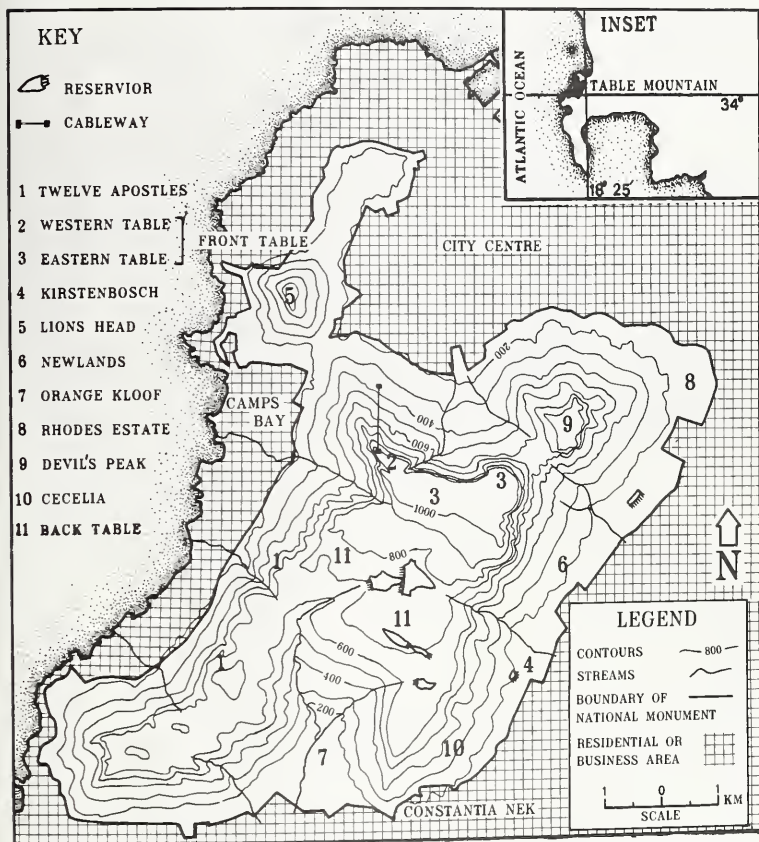 KEY
RESERVIOR
CABLEWAY
1 TWELVE APOSTLES
2 WESTERN TABLE
3 EASTERN TABLE
FRONT TABLE
4 KIRSTENBOSCH
5 LIONS HEAD
6 NEWLANDS
7 ORANGE KLOOF
8 RHODES ESTATE
9 DEVIL'S PEAK
10 CECELIA
11 BACK TABLE
INSET
ATLANTIC OCEAN
TABLE MOUNTAIN
34°
18° 25
CITY CENTRE
5
200
8
CAMPS
BAY
400
9
600
2
3
3
1000
1
11
800
6
11
600
4
1
400
200
10
7
CONSTANTIA NEK
N
LEGEND
CONTOURS 800
STREAMS
BOUNDARY OF
NATIONAL MONUMENT
RESIDENTIAL OR
BUSINESS AREA
1 0 1 KM
SCALE